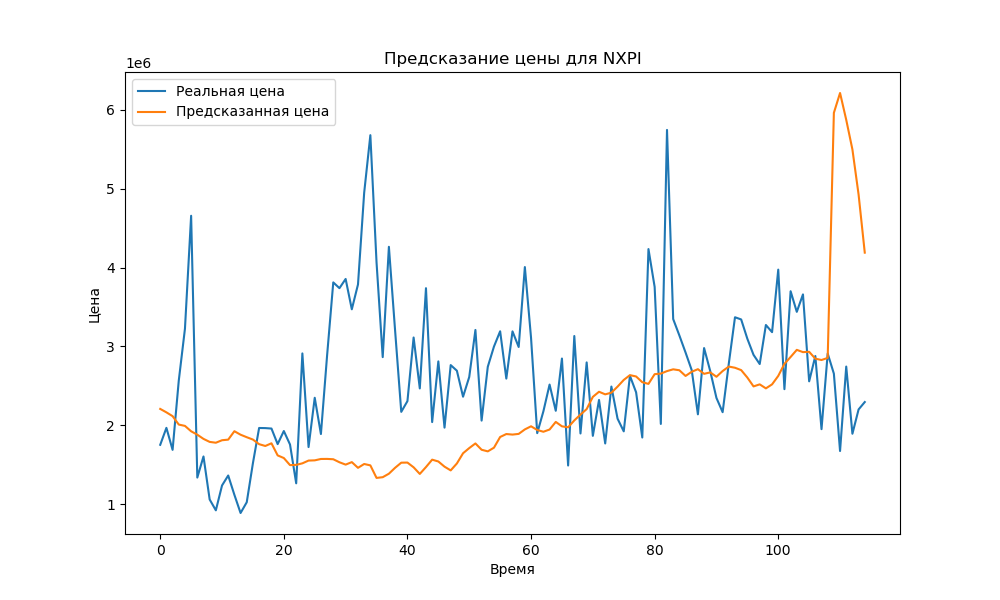 Предсказание цены для NXPI
1e6
Реальная цена
Предсказанная цена
6
5
4
3
2
1
Цена
0 20 40 60 80 100
Время